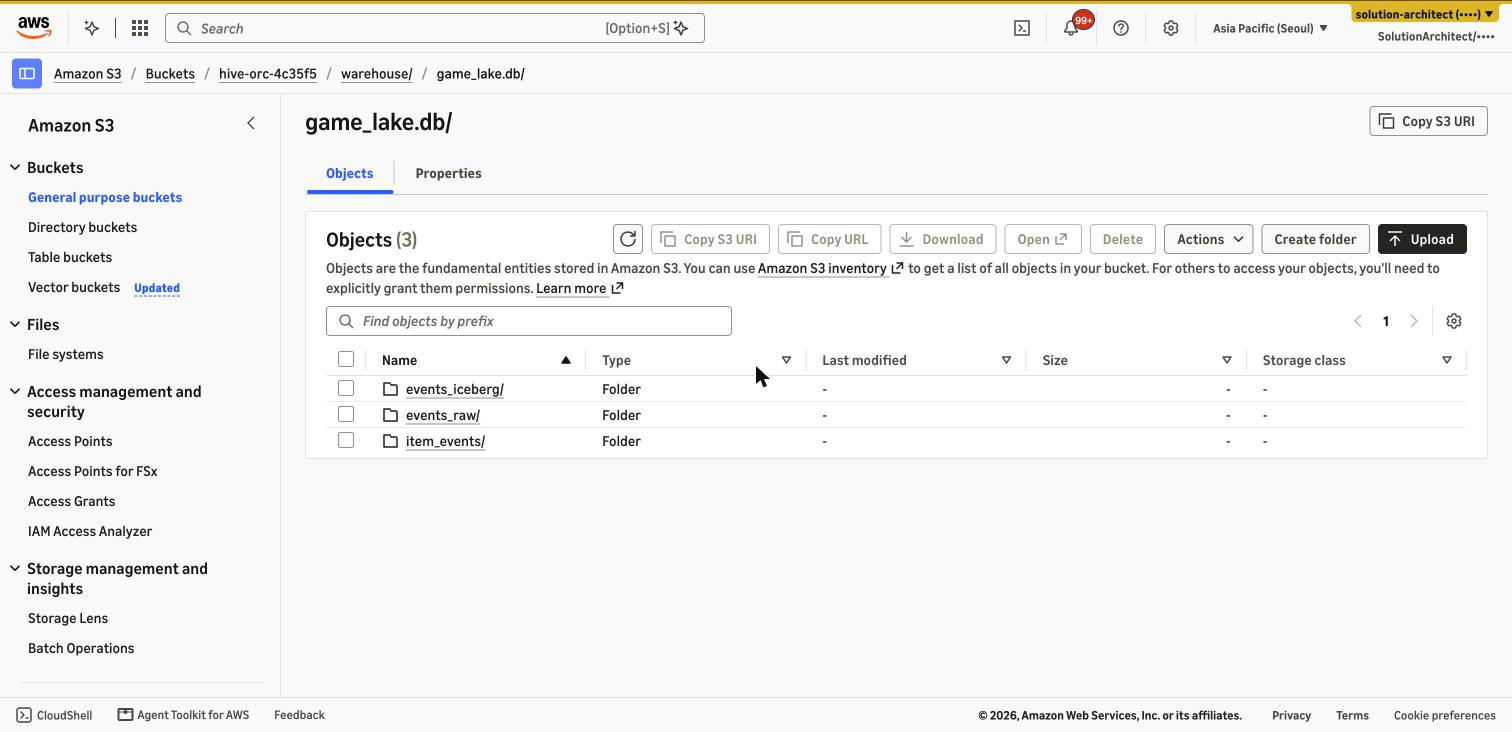 aws
Search
[Option+S]
99+
Asia Pacific (Seoul)
solution-architect (••••)
SolutionArchitect/••••
Amazon S3 / Buckets / hive-orc-4c35f5 / warehouse/ / game_lake.db/
Amazon S3
Buckets
General purpose buckets
Directory buckets
Table buckets
Vector buckets Updated
Files
File systems
Access management and
security
Access Points
Access Points for FSx
Access Grants
IAM Access Analyzer
Storage management and
insights
Storage Lens
Batch Operations
game_lake.db/
Copy S3 URI
Objects Properties
Objects (3)
Copy S3 URI Copy URL Download Open Delete Actions Create folder Upload
Objects are the fundamental entities stored in Amazon S3. You can use Amazon S3 inventory to get a list of all objects in your bucket. For others to access your objects, you'll need to
explicitly grant them permissions. Learn more
Find objects by prefix
1
Name Type Last modified Size Storage class
events_iceberg/ Folder - - -
events_raw/ Folder - - -
item_events/ Folder - - -
CloudShell Agent Toolkit for AWS Feedback
© 2026, Amazon Web Services, Inc. or its affiliates. Privacy Terms Cookie preferences